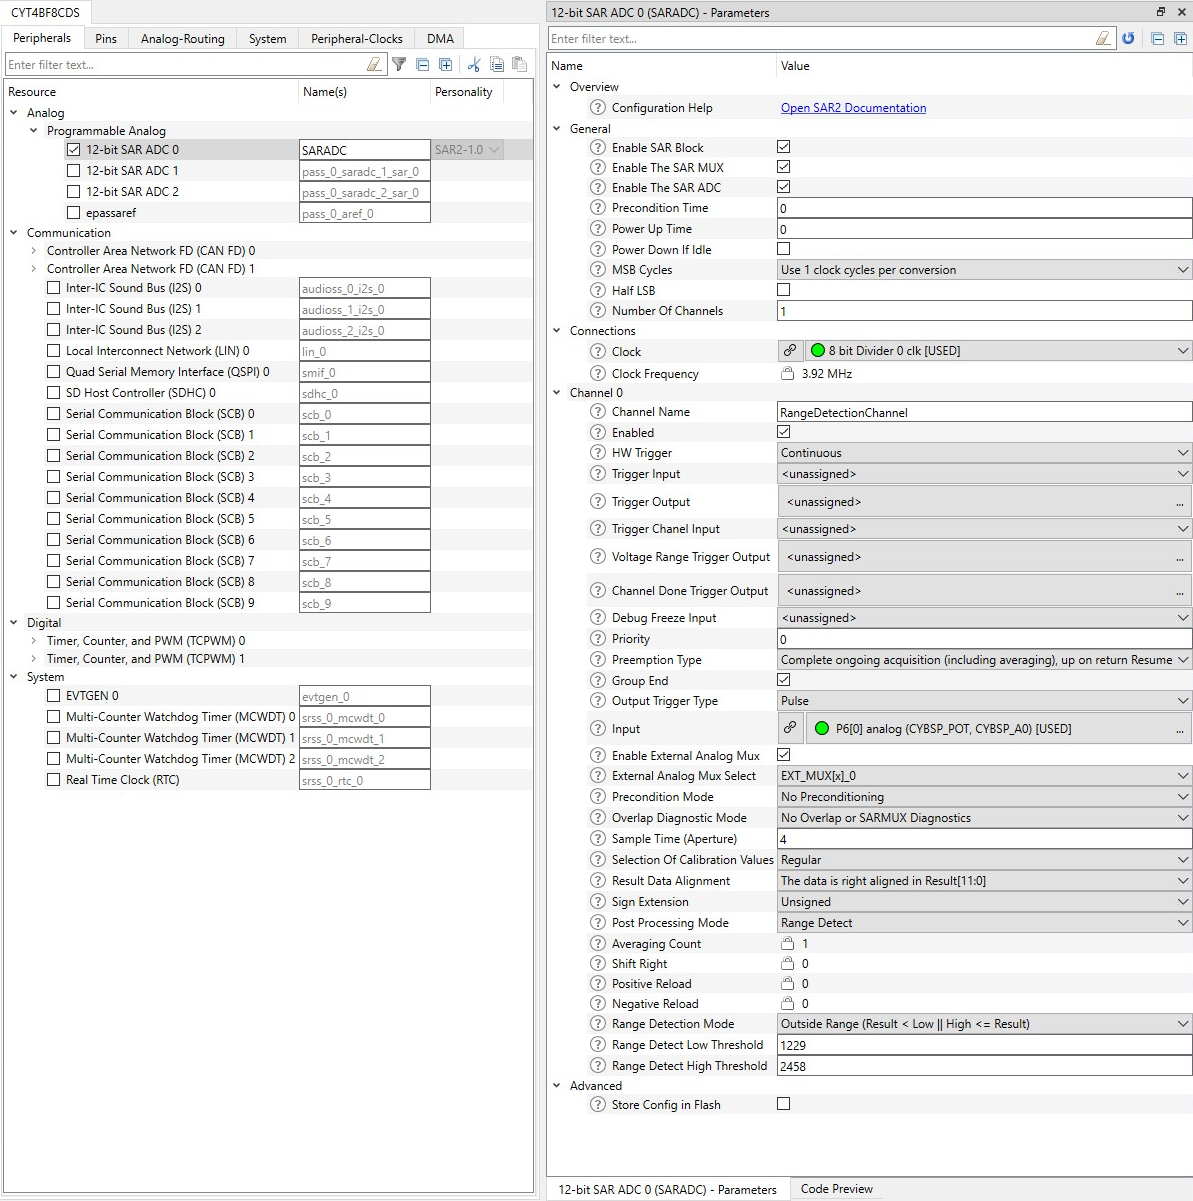 CYT4BF8CDS
Peripherals Pins Analog-Routing System Peripheral-Clocks DMA
Enter filter text...
Resource Name(s) Personality
Analog
Programmable Analog
12-bit SAR ADC 0 SARADC SAR2-1.0
12-bit SAR ADC 1 pass_0_saradc_1_sar_0
12-bit SAR ADC 2 pass_0_saradc_2_sar_0
epassaref pass_0_aref_0
Communication
Controller Area Network FD (CAN FD) 0
Controller Area Network FD (CAN FD) 1
Inter-IC Sound Bus (I2S) 0 audioss_0_i2s_0
Inter-IC Sound Bus (I2S) 1 audioss_1_i2s_0
Inter-IC Sound Bus (I2S) 2 audioss_2_i2s_0
Local Interconnect Network (LIN) 0 lin_0
Quad Serial Memory Interface (QSPI) 0 smif_0
SD Host Controller (SDHC) 0 sdhc_0
Serial Communication Block (SCB) 0 scb_0
Serial Communication Block (SCB) 1 scb_1
Serial Communication Block (SCB) 2 scb_2
Serial Communication Block (SCB) 3 scb_3
Serial Communication Block (SCB) 4 scb_4
Serial Communication Block (SCB) 5 scb_5
Serial Communication Block (SCB) 6 scb_6
Serial Communication Block (SCB) 7 scb_7
Serial Communication Block (SCB) 8 scb_8
Serial Communication Block (SCB) 9 scb_9
Digital
Timer, Counter, and PWM (TCPWM) 0
Timer, Counter, and PWM (TCPWM) 1
System
EVTGEN 0 evtgen_0
Multi-Counter Watchdog Timer (MCWDT) 0 srss_0_mcwdt_0
Multi-Counter Watchdog Timer (MCWDT) 1 srss_0_mcwdt_1
Multi-Counter Watchdog Timer (MCWDT) 2 srss_0_mcwdt_2
Real Time Clock (RTC) srss_0_rtc_0
12-bit SAR ADC 0 (SARADC) - Parameters
Enter filter text...
Name Value
Overview
Configuration Help Open SAR2 Documentation
General
Enable SAR Block
Enable The SAR MUX
Enable The SAR ADC
Precondition Time 0
Power Up Time 0
Power Down If Idle
MSB Cycles Use 1 clock cycles per conversion
Half LSB
Number Of Channels 1
Connections
Clock 8 bit Divider 0 clk [USED]
Clock Frequency 3.92 MHz
Channel 0
Channel Name RangeDetectionChannel
Enabled
HW Trigger Continuous
Trigger Input <unassigned>
Trigger Output <unassigned> ...
Trigger Chanel Input <unassigned>
Voltage Range Trigger Output <unassigned> ...
Channel Done Trigger Output <unassigned> ...
Debug Freeze Input <unassigned>
Priority 0
Preemption Type Complete ongoing acquisition (including averaging), up on return Resume
Group End
Output Trigger Type Pulse
Input P6[0] analog (CYBSP_POT, CYBSP_A0) [USED] ...
Enable External Analog Mux
External Analog Mux Select EXT_MUX[x]_0
Precondition Mode No Preconditioning
Overlap Diagnostic Mode No Overlap or SARMUX Diagnostics
Sample Time (Aperture) 4
Selection Of Calibration Values Regular
Result Data Alignment The data is right aligned in Result[11:0]
Sign Extension Unsigned
Post Processing Mode Range Detect
Averaging Count 1
Shift Right 0
Positive Reload 0
Negative Reload 0
Range Detection Mode Outside Range (Result < Low || High <= Result)
Range Detect Low Threshold 1229
Range Detect High Threshold 2458
Advanced
Store Config in Flash
12-bit SAR ADC 0 (SARADC) - Parameters Code Preview